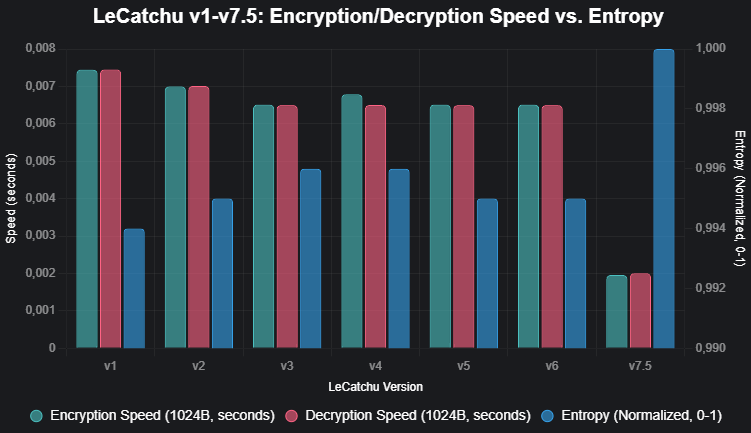 LeCatchu v1-v7.5: Encryption/Decryption Speed vs. Entropy
Speed (seconds)
0,008
0,007
0,006
0,005
0,004
0,003
0,002
0,001
0
1,000
0,998
0,996
0,994
0,992
0,990
Entropy (Normalized, 0-1)
v1
v2
v3
v4
v5
v6
v7.5
LeCatchu Version
Encryption Speed (1024B, seconds)
Decryption Speed (1024B, seconds)
Entropy (Normalized, 0-1)